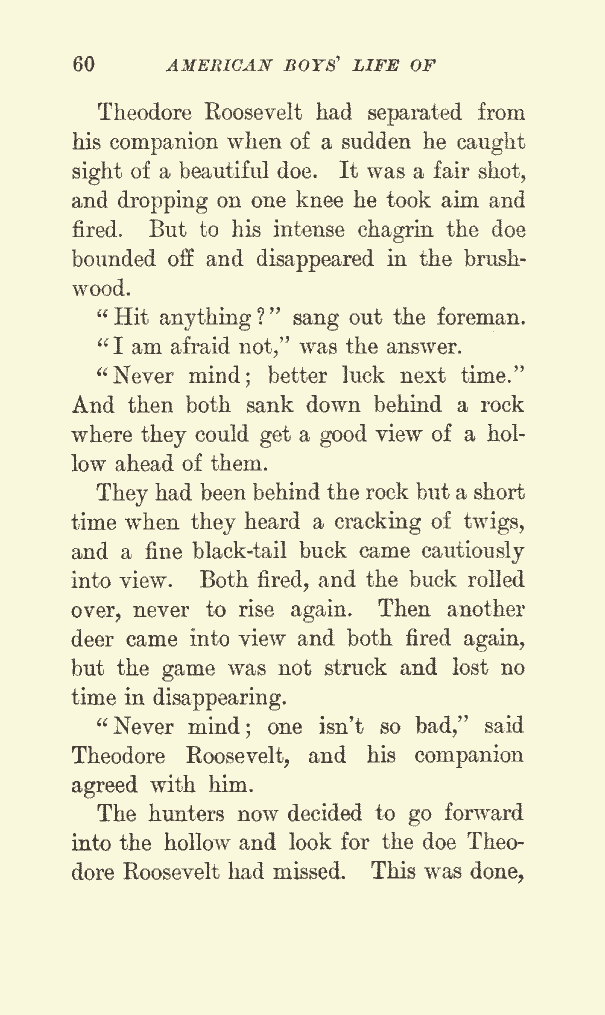 60 AMERICAN BOYS' LIFE OF
Theodore Roosevelt had separated from
his companion when of a sudden he caught
sight of a beautiful doe. It was a fair shot,
and dropping on one knee he took aim and
fired. But to his intense chagrin the doe
bounded off and disappeared in the brush-
wood.
“Hit anything?” sang out the foreman.
“I am afraid not,” was the answer.
“Never mind; better luck next time.”
And then both sank down behind a rock
where they could get a good view of a hol-
low ahead of them.
They had been behind the rock but a short
time when they heard a cracking of twigs,
and a fine black-tail buck came cautiously
into view. Both fired, and the buck rolled
over, never to rise again. Then another
deer came into view and both fired again,
but the game was not struck and lost no
time in disappearing.
“Never mind; one isn’t so bad,” said
Theodore Roosevelt, and his companion
agreed with him.
The hunters now decided to go forward
into the hollow and look for the doe Theo-
dore Roosevelt had missed. This was done,